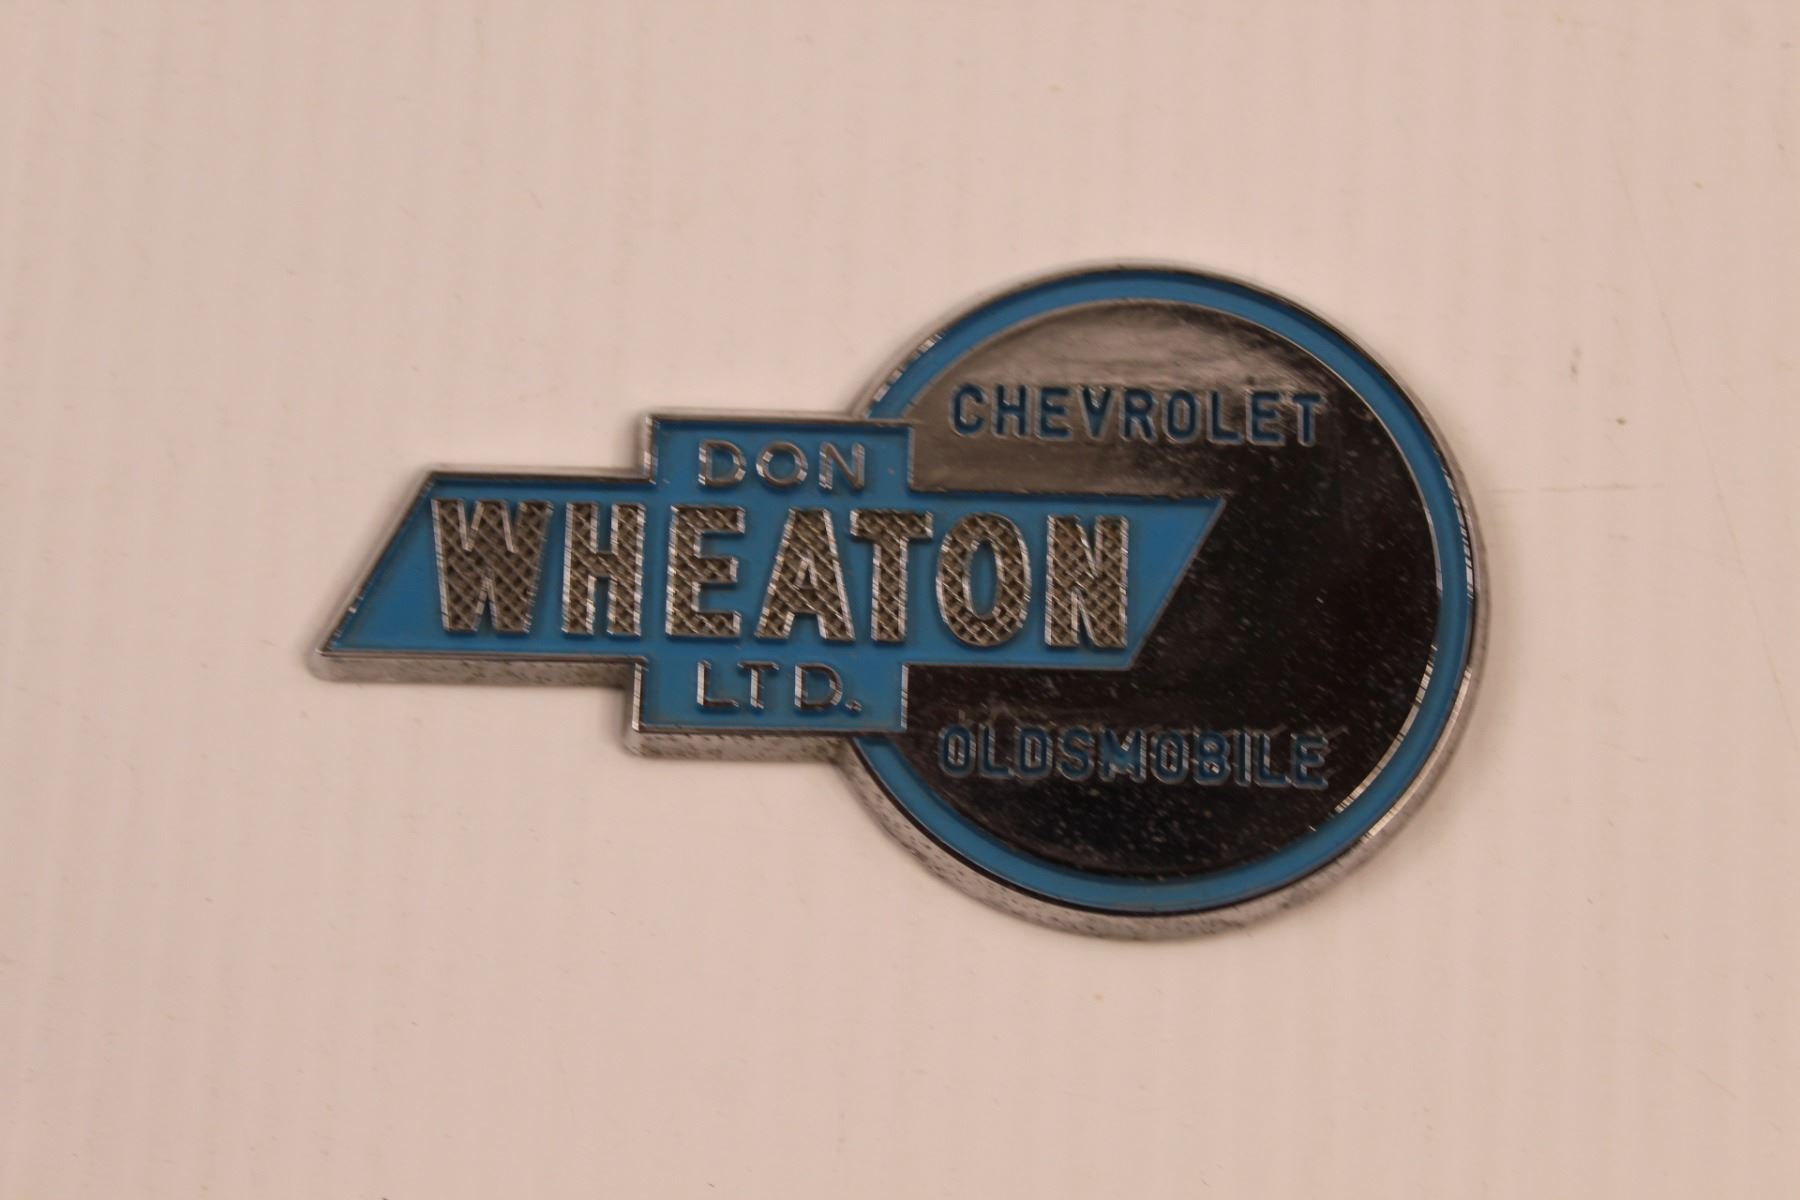 DON
WHEATON
LTD.
CHEVROLET
OLDSMOBILE